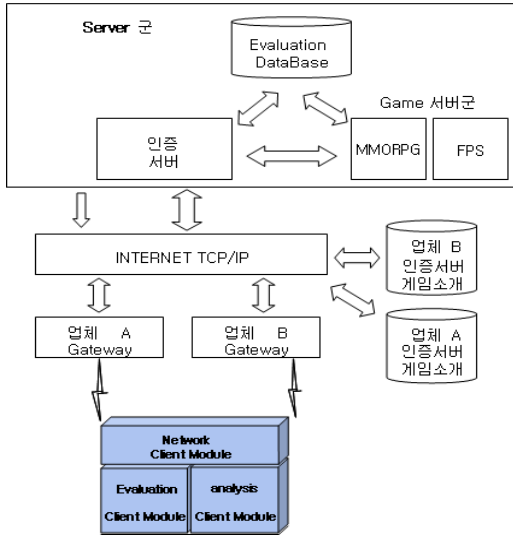 Server 군
Evaluation
DataBase
Game 서버군
인증
서버
MMORPG
FPS
INTERNET TCP/IP
업체 B
인증서버
게임소개
업체 A
Gateway
업체 B
Gateway
업체 A
인증서버
게임소개
Network
Client Module
Evaluation
Client Module
analysis
Client Module